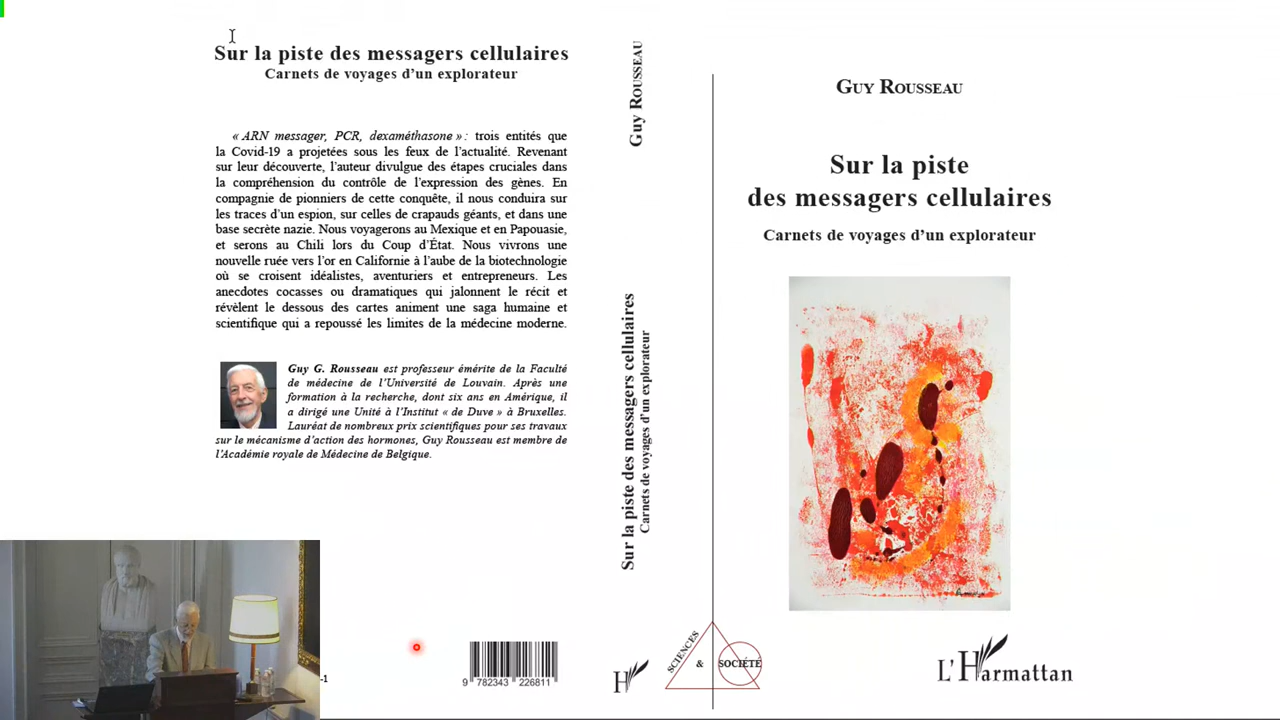 Sur la piste des messagers cellulaires
Carnets de voyages d'un explorateur
« ARN messager, PCR, dexaméthasone » : trois entités que
la Covid-19 a projetées sous les feux de l'actualité. Revenant
sur leur découverte, l'auteur divulgue des étapes cruciales dans
la compréhension du contrôle de l'expression des gènes. En
compagnie de pionniers de cette conquête, il nous conduira sur
les traces d'un espion, sur celles de crapauds géants, et dans une
base secrète nazie. Nous voyagerons au Mexique et en Papouasie,
et serons au Chili lors du Coup d'État. Nous vivrons une
nouvelle ruée vers l'or en Californie à l'aube de la biotechnologie
où se croisent idéalistes, aventuriers et entrepreneurs. Les
anecdotes cocasses ou dramatiques qui jalonnent le récit et
révèlent le dessous des cartes animent une saga humaine et
scientifique qui a repoussé les limites de la médecine moderne.
Guy G. Rousseau est professeur émérite de la Faculté
de médecine de l'Université de Louvain. Après une
formation à la recherche, dont six ans en Amérique, il
a dirigé une Unité à l'Institut « de Duve » à Bruxelles.
Lauréat de nombreux prix scientifiques pour ses travaux
sur le mécanisme d'action des hormones, Guy Rousseau est membre de
l'Académie royale de Médecine de Belgique.
-1
9 782343 226811
GUY ROUSSEAU
Sur la piste des messagers cellulaires
Carnets de voyages d'un explorateur
H
SCIENCES
&
SOCIÉTÉ
GUY ROUSSEAU
Sur la piste
des messagers cellulaires
Carnets de voyages d'un explorateur
L'Harmattan